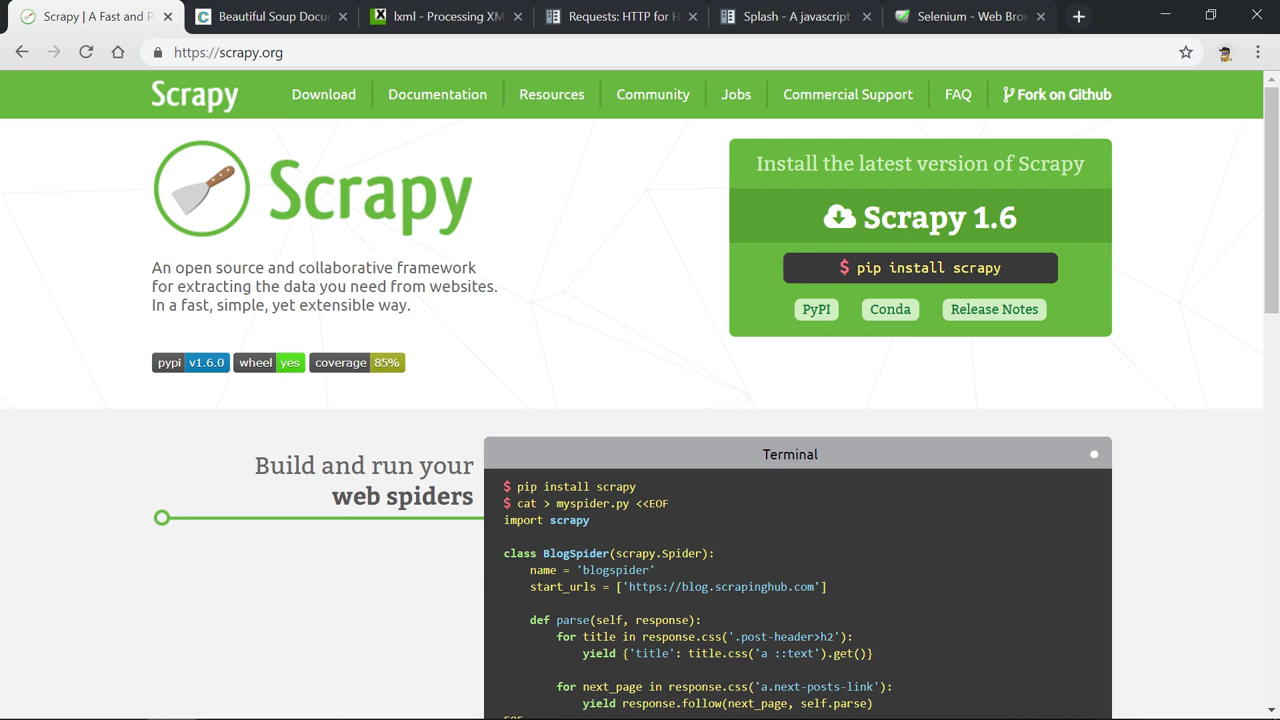 Scrapy | A Fast and P
Beautiful Soup Docu
lxml - Processing XM
Requests: HTTP for H
Splash - A javascript
Selenium - Web Brow
https://scrapy.org
Scrapy
Download
Documentation
Resources
Community
Jobs
Commercial Support
FAQ
Fork on Github
Scrapy
An open source and collaborative framework
for extracting the data you need from websites.
In a fast, simple, yet extensible way.
pypi v1.6.0
wheel yes
coverage 85%
Install the latest version of Scrapy
Scrapy 1.6
$ pip install scrapy
PyPI
Conda
Release Notes
Build and run your
web spiders
Terminal
$ pip install scrapy
$ cat > myspider.py <<EOF
import scrapy
class BlogSpider(scrapy.Spider):
name = 'blogspider'
start_urls = ['https://blog.scrapinghub.com']
def parse(self, response):
for title in response.css('.post-header>h2'):
yield {'title': title.css('a ::text').get()}
for next_page in response.css('a.next-posts-link'):
yield response.follow(next_page, self.parse)